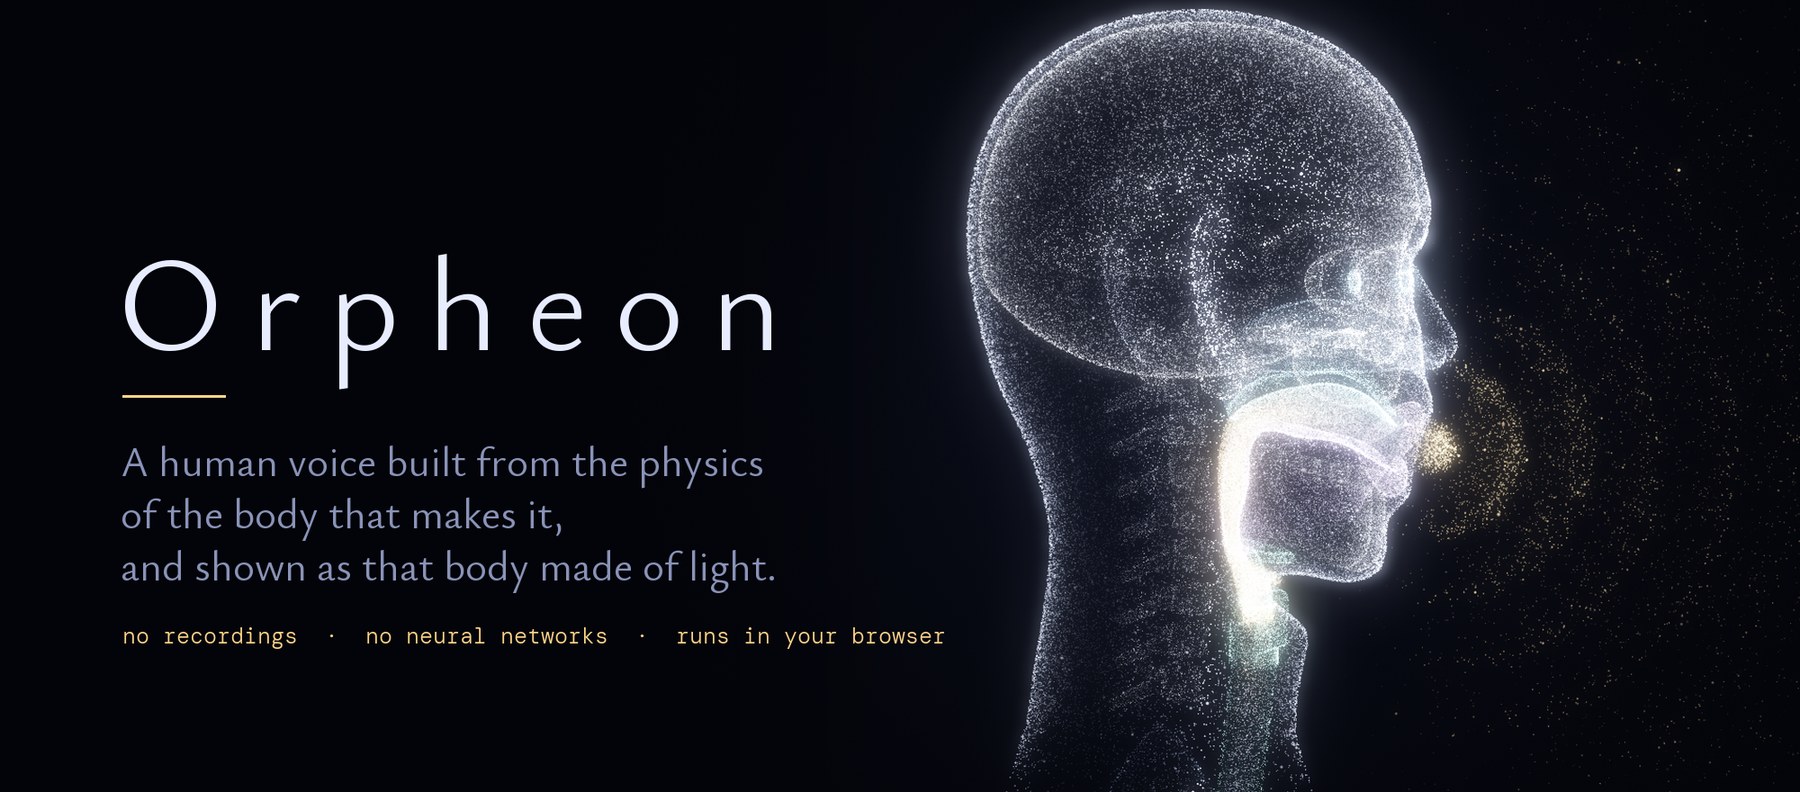 Orpheon
A human voice built from the physics
of the body that makes it,
and shown as that body made of light.
no recordings · no neural networks · runs in your browser